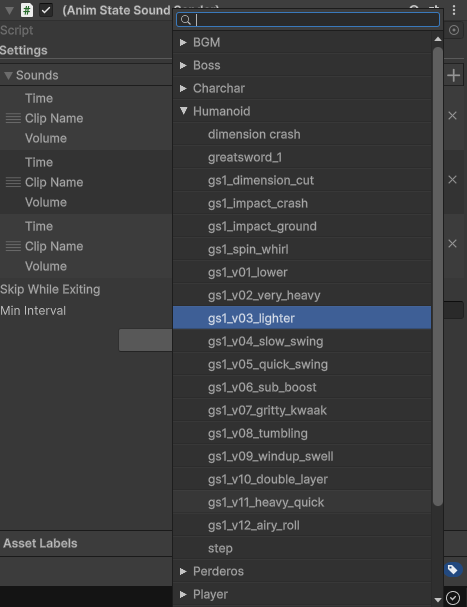 # (Anim State Sound Sender)
Script
Settings
Sounds
Time
Clip Name
Volume
Time
Clip Name
Volume
Time
Clip Name
Volume
Skip While Exiting
Min Interval
Asset Labels
BGM
Boss
Charchar
Humanoid
dimension crash
greatsword_1
gs1_dimension_cut
gs1_impact_crash
gs1_impact_ground
gs1_spin_whirl
gs1_v01_lower
gs1_v02_very_heavy
gs1_v03_lighter
gs1_v04_slow_swing
gs1_v05_quick_swing
gs1_v06_sub_boost
gs1_v07_gritty_kwaak
gs1_v08_tumbling
gs1_v09_windup_swell
gs1_v10_double_layer
gs1_v11_heavy_quick
gs1_v12_airy_roll
step
Perderos
Player